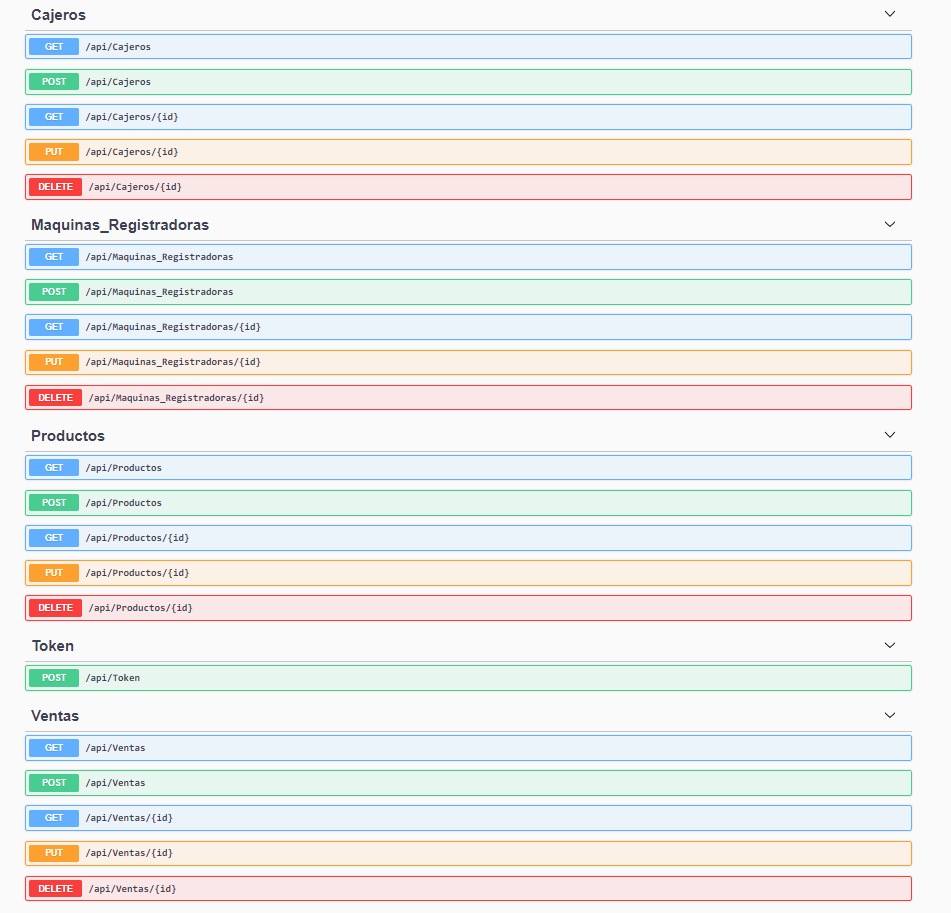 Cajeros
GET /api/Cajeros
POST /api/Cajeros
GET /api/Cajeros/{id}
PUT /api/Cajeros/{id}
DELETE /api/Cajeros/{id}
Maquinas_Registradoras
GET /api/Maquinas_Registradoras
POST /api/Maquinas_Registradoras
GET /api/Maquinas_Registradoras/{id}
PUT /api/Maquinas_Registradoras/{id}
DELETE /api/Maquinas_Registradoras/{id}
Productos
GET /api/Productos
POST /api/Productos
GET /api/Productos/{id}
PUT /api/Productos/{id}
DELETE /api/Productos/{id}
Token
POST /api/Token
Ventas
GET /api/Ventas
POST /api/Ventas
GET /api/Ventas/{id}
PUT /api/Ventas/{id}
DELETE /api/Ventas/{id}